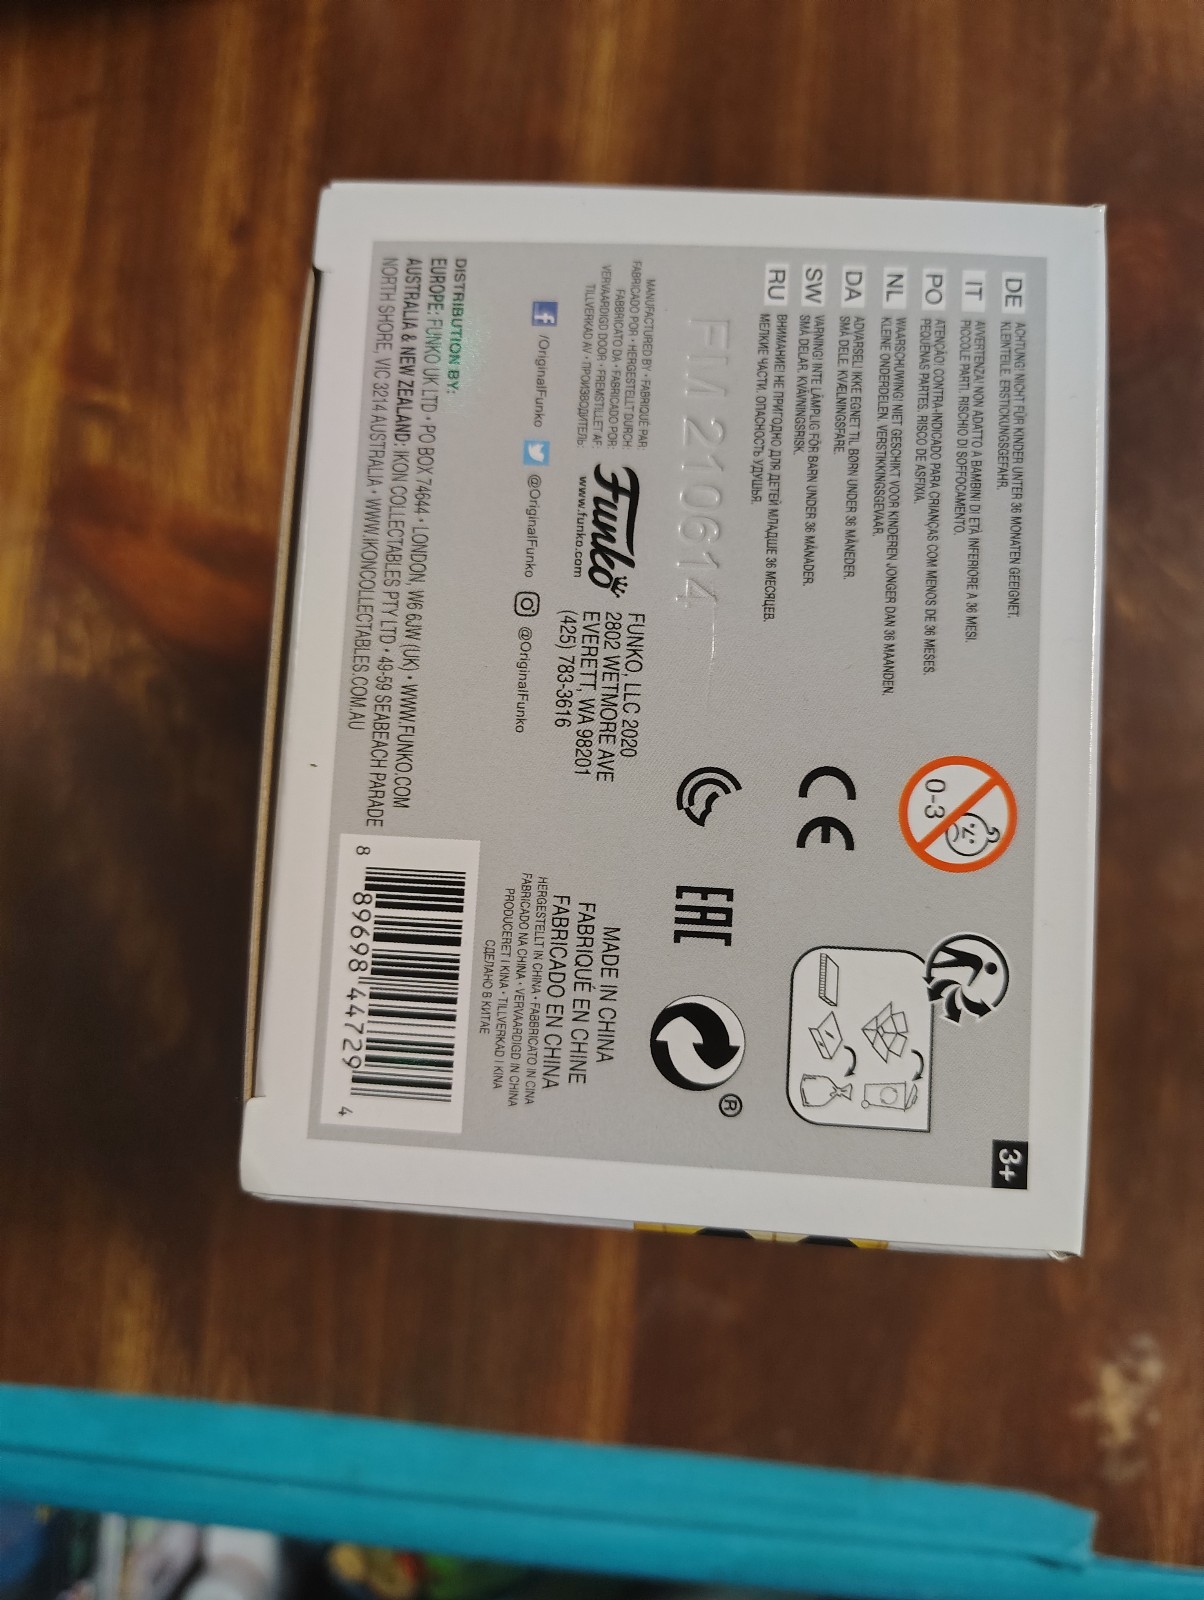 DE ACHTUNG! NICHT FÜR KINDER UNTER 36 MONATEN GEEIGNET.
KLEINTEILE. ERSTICKUNGSGEFAHR.
IT AVVERTENZA! NON ADATTO A BAMBINI DI ETÀ INFERIORE A 36 MESI.
PICCOLE PARTI. RISCHIO DI SOFFOCAMENTO.
PO ATENÇÃO! CONTRA-INDICADO PARA CRIANÇAS COM MENOS DE 36 MESES.
PEQUENAS PARTES. RISCO DE ASFIXIA.
NL WAARSCHUWING! NIET GESCHIKT VOOR KINDEREN JONGER DAN 36 MAANDEN.
KLEINE ONDERDELEN. VERSTIKKINGSGEVAAR.
DA ADVARSEL! IKKE EGNET TIL BØRN UNDER 36 MÅNEDER.
SMÅ DELE. KVÆLNINGSFARE.
SW VARNING! INTE LÄMPLIG FÖR BARN UNDER 36 MÅNADER.
SMÅ DELAR. KVÄVNINGSRISK.
RU ВНИМАНИЕ! НЕ ПРИГОДНО ДЛЯ ДЕТЕЙ МЛАДШЕ 36 МЕСЯЦЕВ.
МЕЛКИЕ ЧАСТИ. ОПАСНОСТЬ УДУШЬЯ.
3+
0-3
CE
EAC
®
FM 210614
MANUFACTURED BY • FABRIQUÉ PAR:
FABRICADO POR • HERGESTELLT DURCH:
FABBRICATO DA • FABRICADO POR:
VERVAARDIGD DOOR • FREMSTILLET AF:
TILLVERKAD AV • ПРОИЗВОДИТЕЛЬ:
Funko
www.funko.com
FUNKO, LLC 2020
2802 WETMORE AVE
EVERETT, WA 98201
(425) 783-3616
/OriginalFunko @OriginalFunko @OriginalFunko
MADE IN CHINA
FABRIQUÉ EN CHINE
FABRICADO EN CHINA
HERGESTELLT IN CHINA • FABBRICATO IN CINA
FABRICADO NA CHINA • VERVAARDIGD IN CHINA
PRODUCERET I KINA • TILLVERKAD I KINA
СДЕЛАНО В КИТАЕ
DISTRIBUTION BY:
EUROPE: FUNKO UK LTD • PO BOX 74644 • LONDON, W6 6JW (UK) • WWW.FUNKO.COM
AUSTRALIA & NEW ZEALAND: IKON COLLECTABLES PTY LTD • 49-59 SEABEACH PARADE
NORTH SHORE, VIC 3214 AUSTRALIA • WWW.IKONCOLLECTABLES.COM.AU
8 89698 44729 4